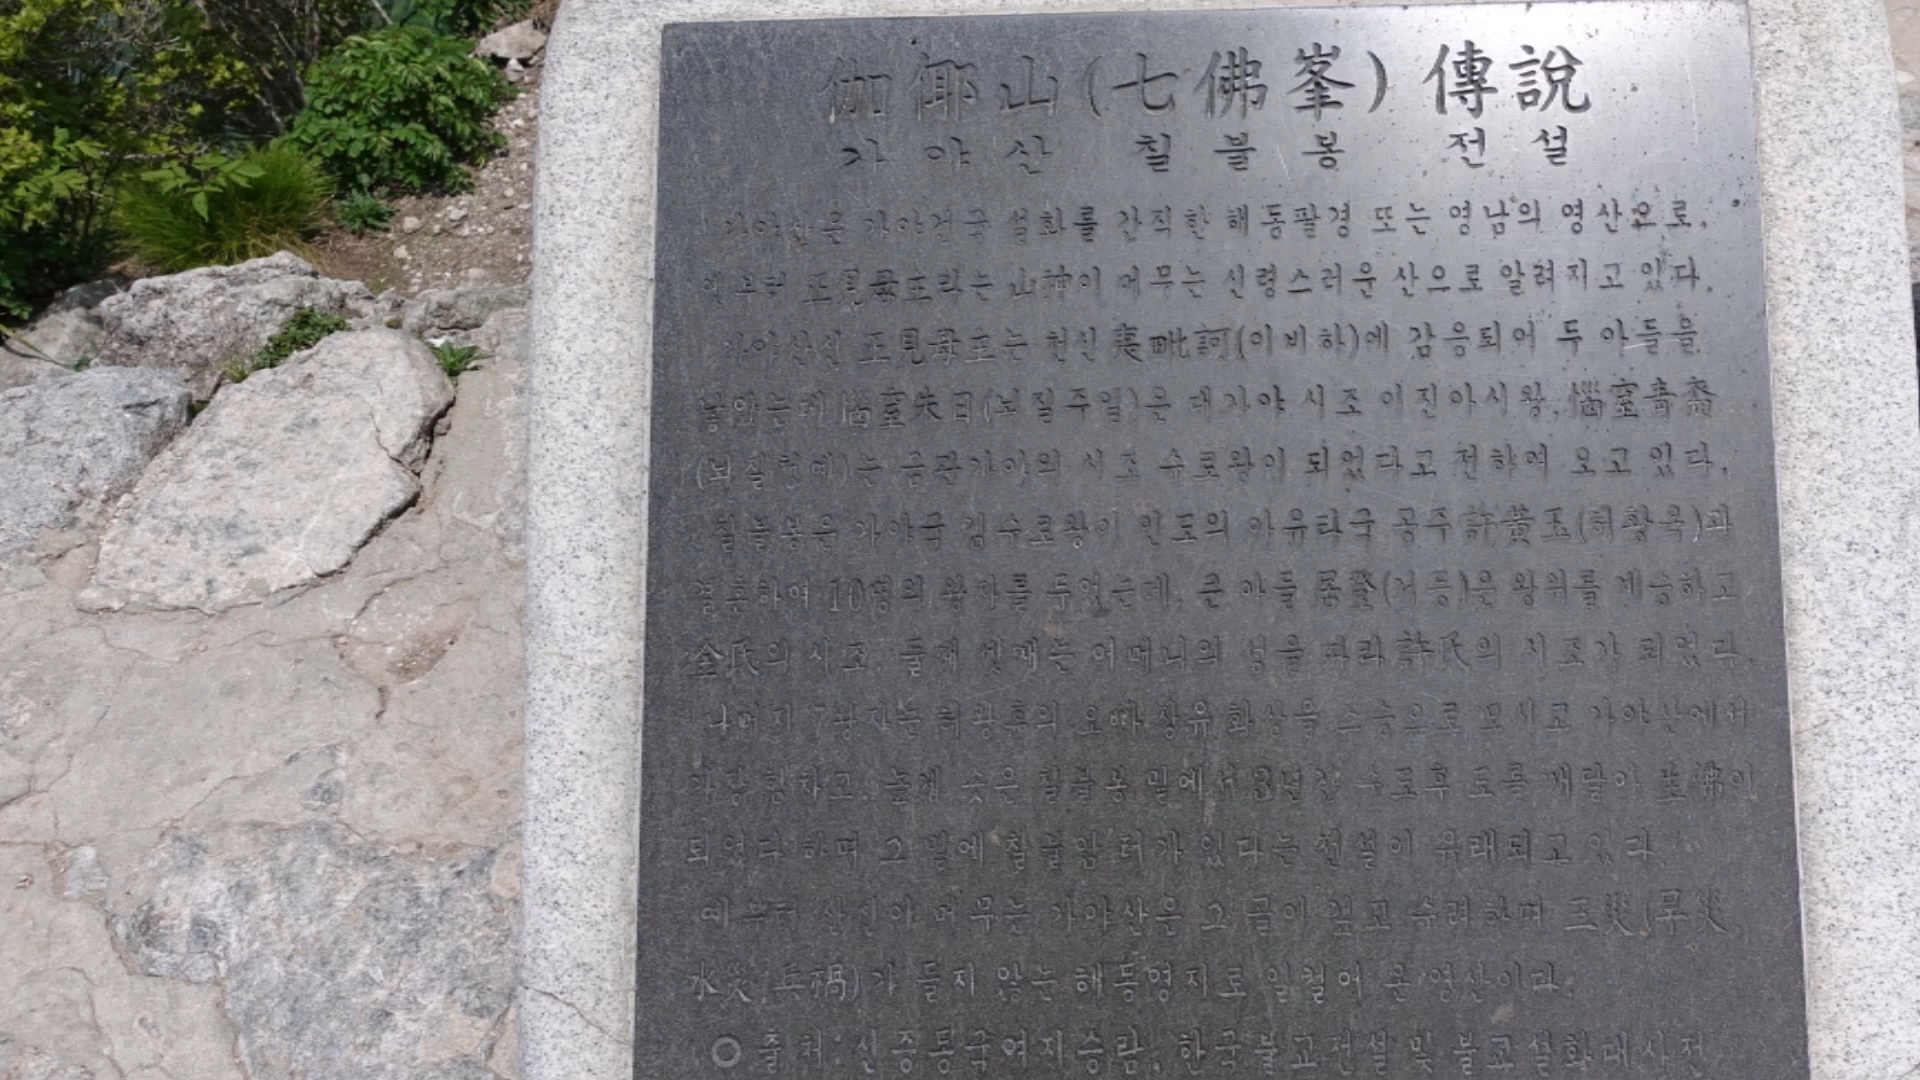 伽倻山(七佛峯) 傳說
가야산 칠불봉 전설
가야산은 가야건국 설화를 간직한 해동팔경 또는 영남의 영산으로,
예부터 正見母主라는 山神이 머무는 신령스러운 산으로 알려지고 있다.
가야산신 正見母主는 천신 夷毗訶(이비하)에 감응되어 두 아들을
낳았는데 惱窒朱日(뇌질주일)은 대가야 시조 이진아시왕, 惱窒靑裔
(뇌질청예)는 금관가야의 시조 수로왕이 되었다고 전하여 오고 있다.
칠불봉은 가야국 김수로왕이 인도의 아유타국 공주 許黃玉(허황옥)과
결혼하여 10명의 왕자를 두었는데, 큰 아들 居登(거등)은 왕위를 계승하고
金氏의 시조, 둘째 셋째는 어머니의 성을 따라 許氏의 시조가 되었다.
나머지 7왕자는 허왕후의 오빠 장유화상을 스승으로 모시고 가야산에서
가장 힘차고, 높게 솟은 칠불봉 밑에서 3년간 수도후 도를 깨달아 生佛이
되었다 하며 그 밑에 칠불암 터가 있다는 전설이 유래되고 있다.
예부터 산신이 머무는 가야산은 그 골이 깊고 수려하며 三災(旱災,
水災, 兵禍)가 들지 않는 해동영지로 일컬어 온 영산이다.
○ 출처: 신증동국여지승람, 한국불교전설 및 불교설화대사전